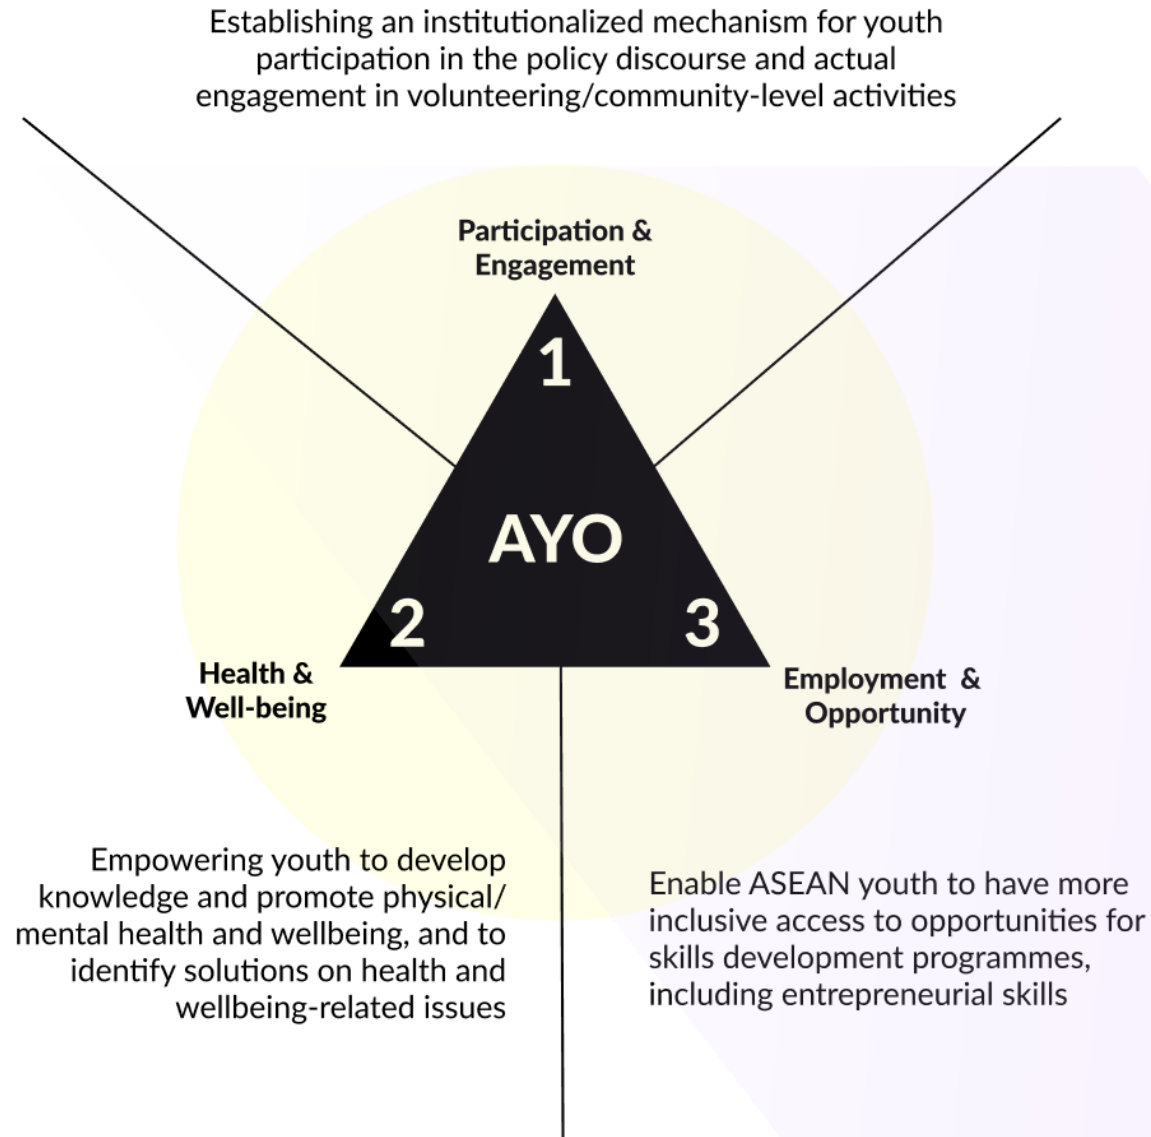 Establishing an institutionalized mechanism for youth
participation in the policy discourse and actual
engagement in volunteering/community-level activities
Participation &
Engagement
1
AYO
2
3
Health &
Well-being
Employment &
Opportunity
Empowering youth to develop
knowledge and promote physical/
mental health and wellbeing, and to
identify solutions on health and
wellbeing-related issues
Enable ASEAN youth to have more
inclusive access to opportunities for
skills development programmes,
including entrepreneurial skills